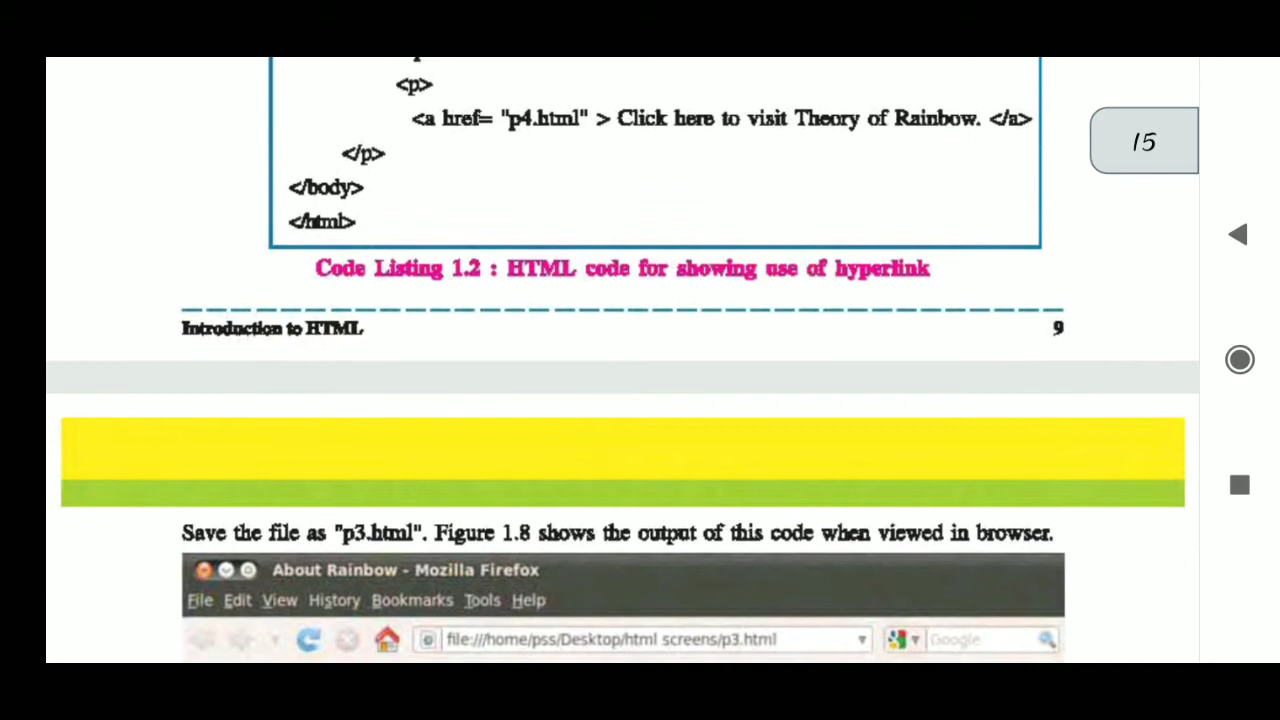 <p>
<a href= "p4.html" > Click here to visit Theory of Rainbow. </a>
</p>
</body>
</html>
15
Code Listing 1.2 : HTML code for showing use of hyperlink
Introduction to HTML 9
Save the file as "p3.html". Figure 1.8 shows the output of this code when viewed in browser.
About Rainbow - Mozilla Firefox
File Edit View History Bookmarks Tools Help
file:///home/pss/Desktop/html screens/p3.html Google